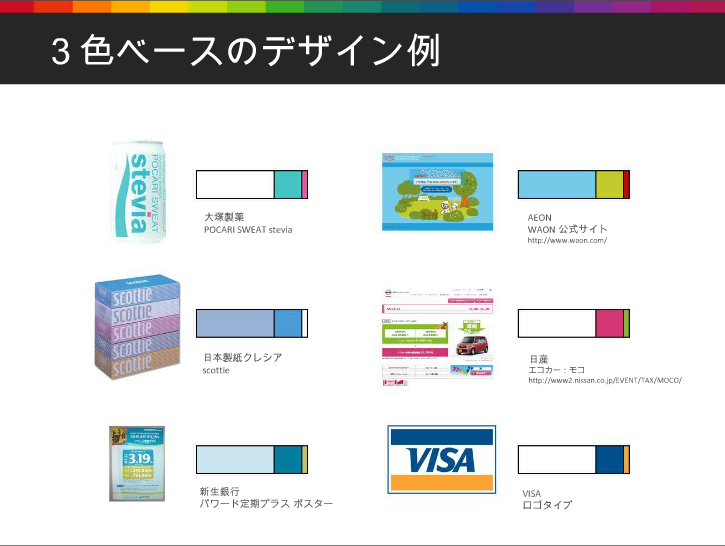 3色ベースのデザイン例
stevia
POCARI SWEAT
大塚製薬
POCARI SWEAT stevia
AEON
WAON 公式サイト
http://www.waon.com/
scottie
scottie
scottie
scottie
scottie
日本製紙クレシア
scottie
日産
エコカー：モコ
http://www2.nissan.co.jp/EVENT/TAX/MOCO/
3.19
新生銀行
パワード定期プラス ポスター
VISA
VISA
ロゴタイプ